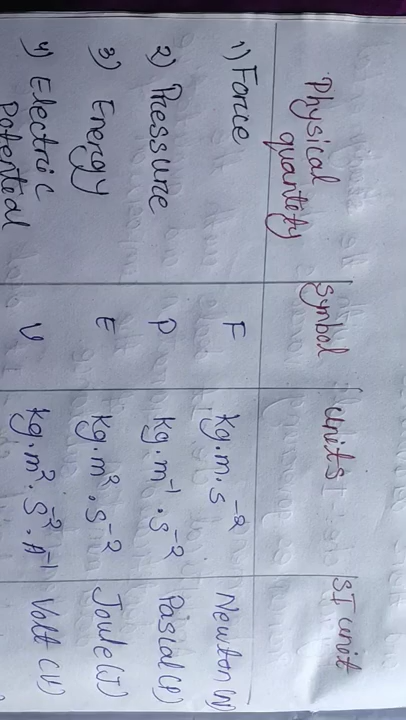 Physical quantity | Symbol | Units | SI unit
1) Force | F | kg.m.s⁻² | Newton (N)
2) Pressure | P | kg.m⁻¹.s⁻² | Pascal (P)
3) Energy | E | kg.m².s⁻² | Joule (J)
4) Electric Potential | V | kg.m².s⁻².A⁻¹ | Volt (V)